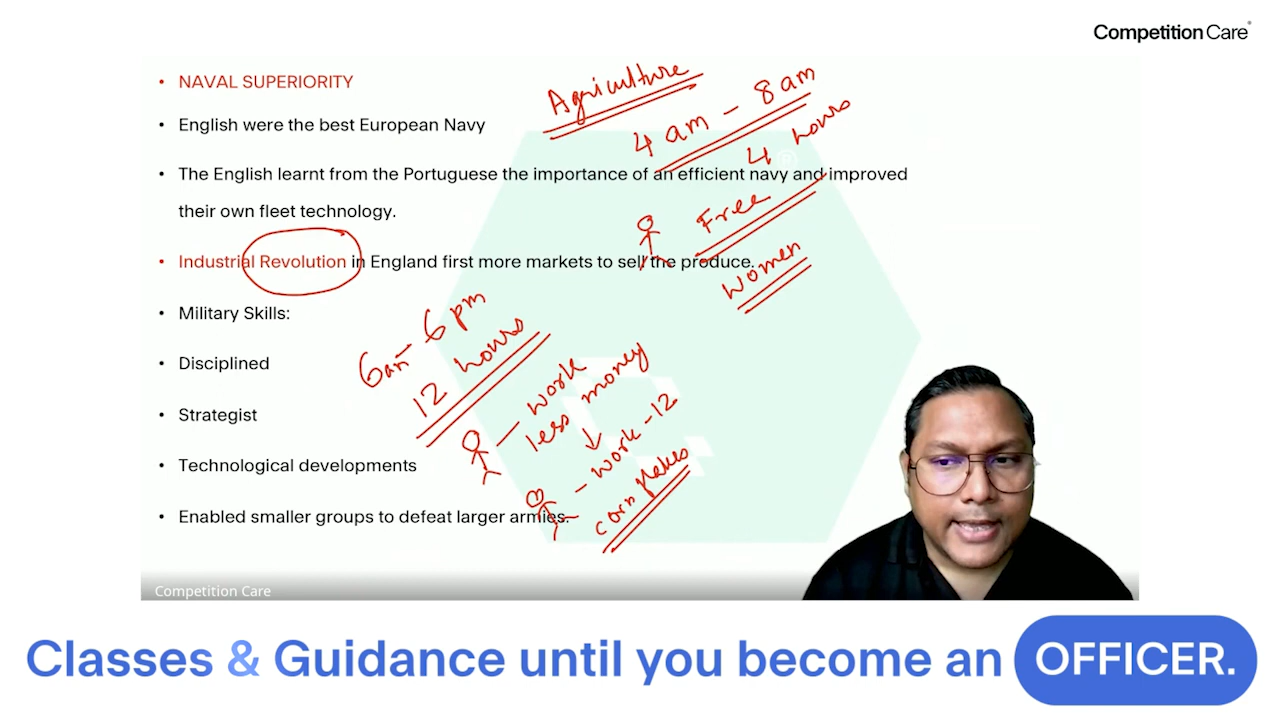 Competition Care
• NAVAL SUPERIORITY
• English were the best European Navy
• The English learnt from the Portuguese the importance of an efficient navy and improved
their own fleet technology.
• Industrial Revolution in England first more markets to sell the produce.
• Military Skills:
• Disciplined
• Strategist
• Technological developments
• Enabled smaller groups to defeat larger armies.
Agriculture
4 am - 8 am
4 hours
Free
women
6am - 6 pm
12 hours
- work
less money
- work - 12
corn flakes
Competition Care
Classes & Guidance until you become an OFFICER.